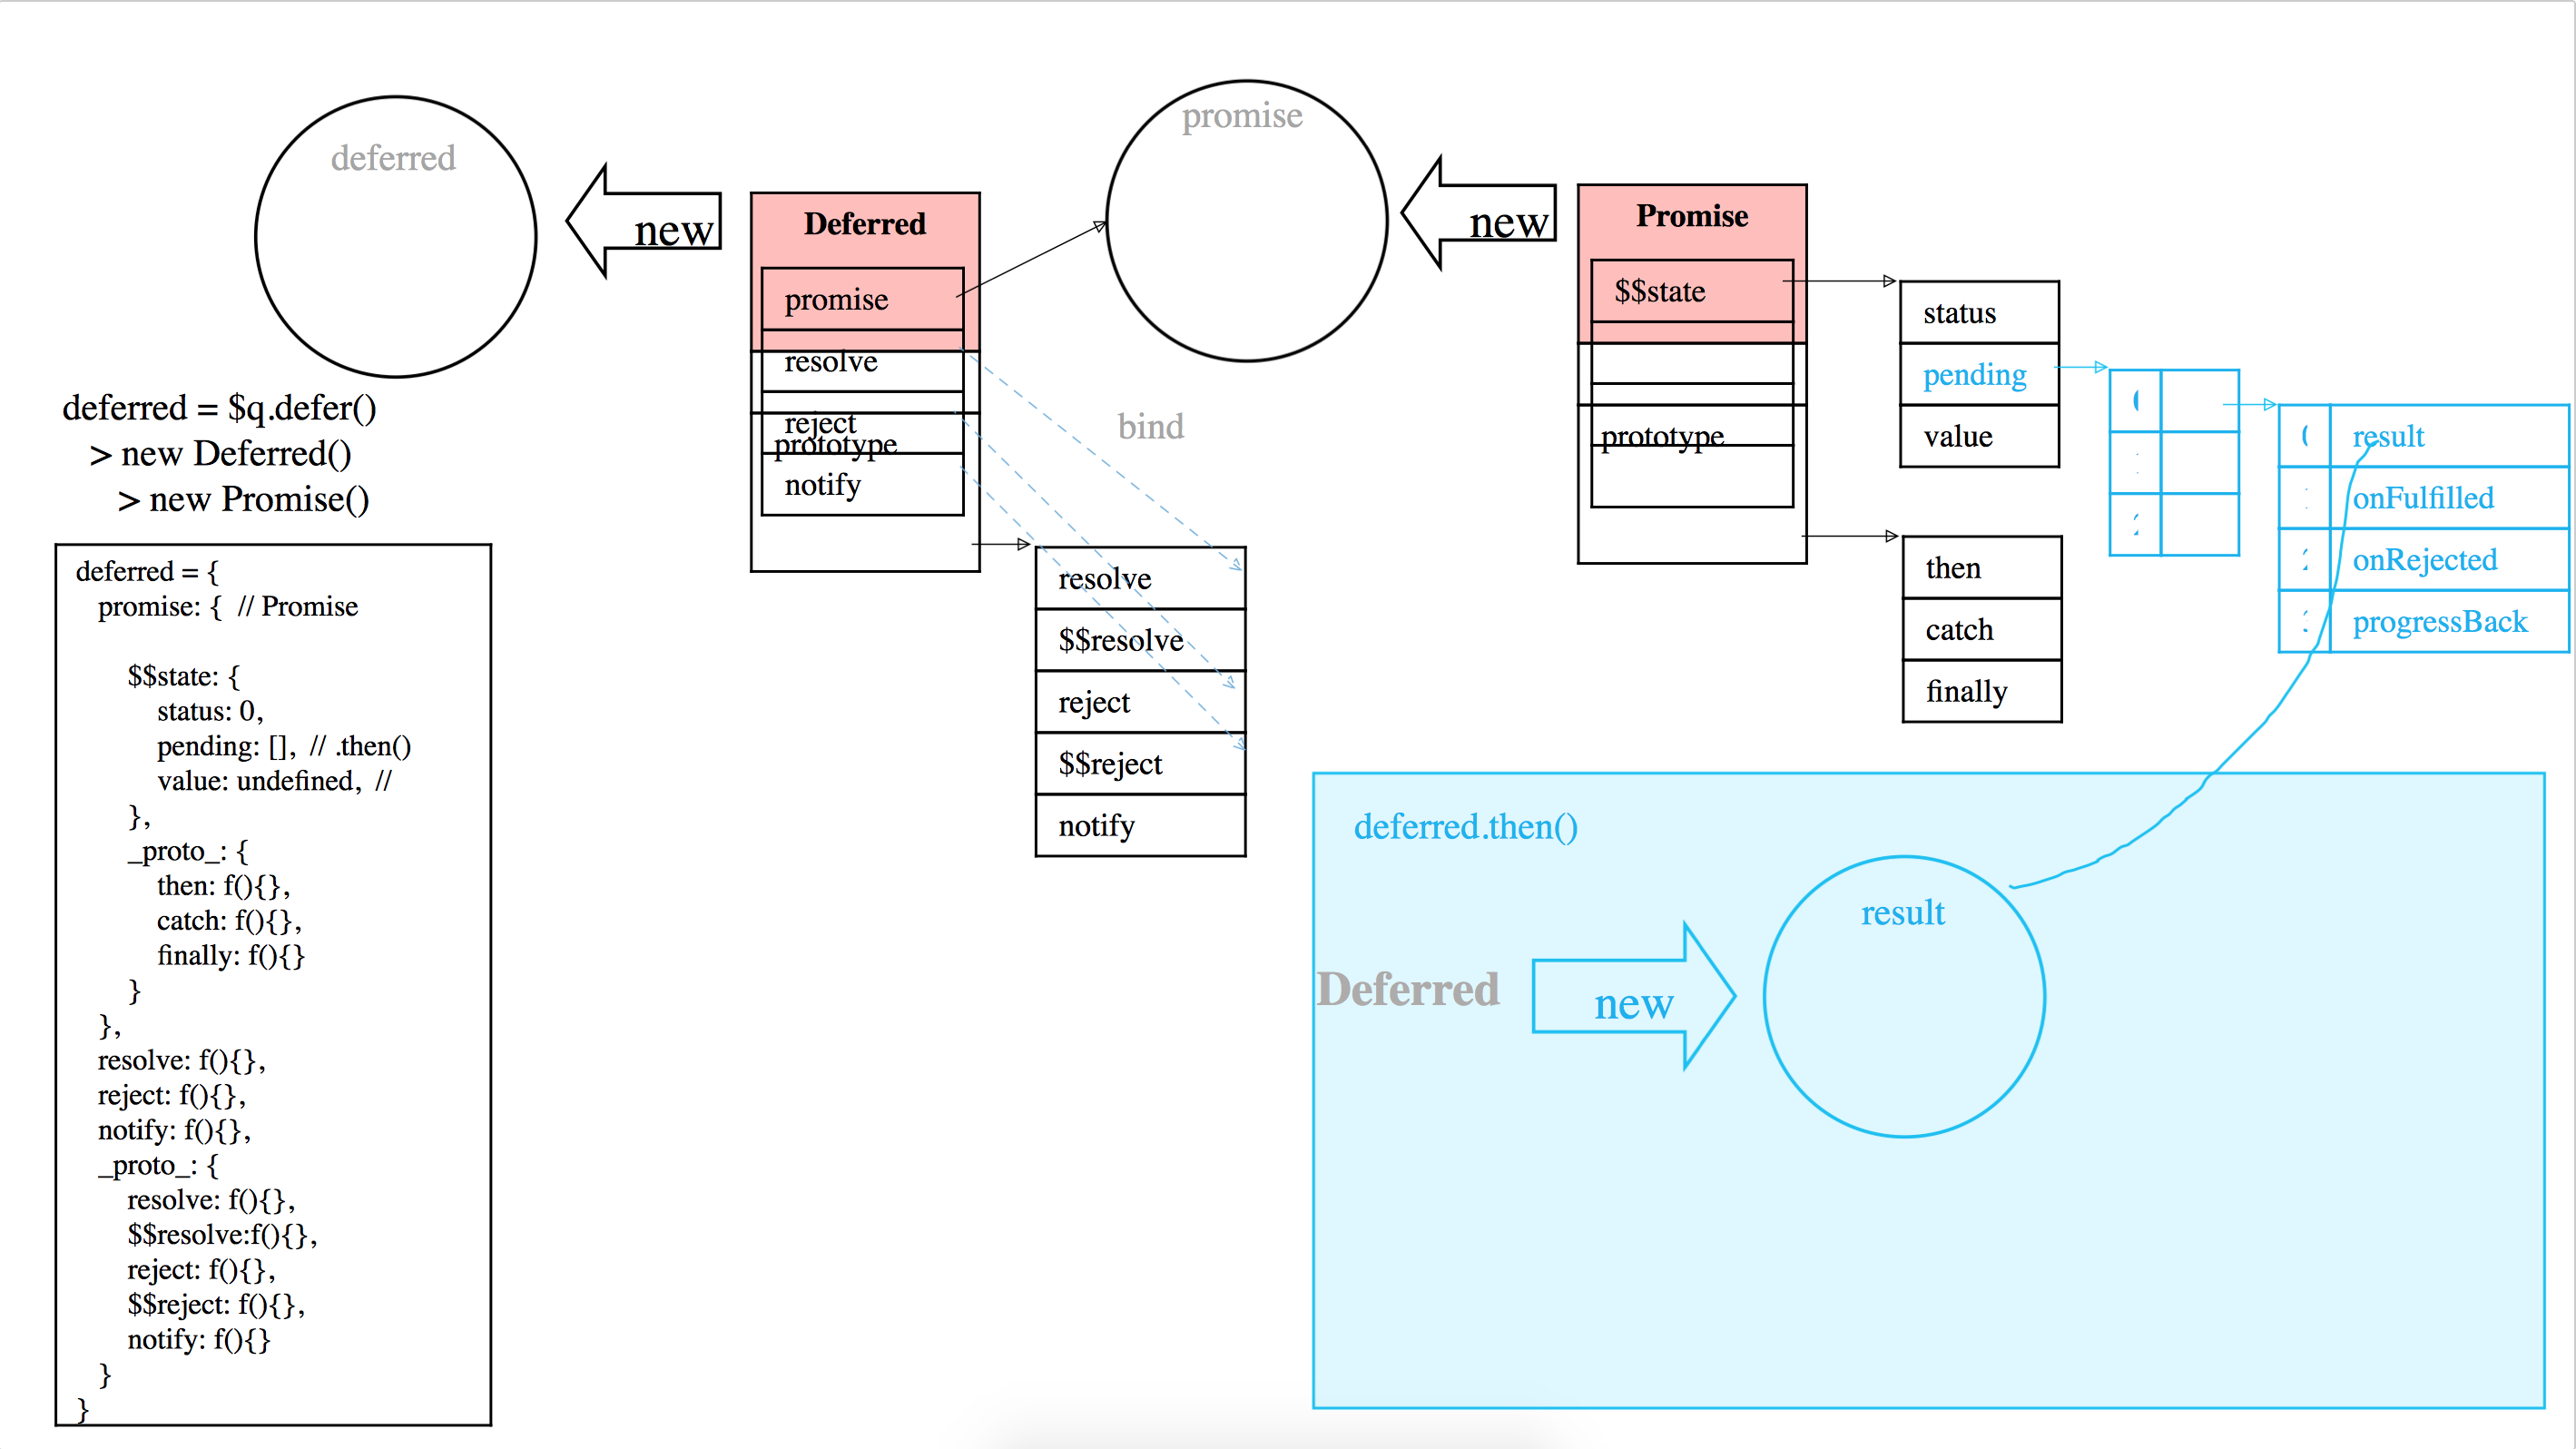 deferred
new
Deferred
promise
resolve
reject
prototype
notify
promise
new
Promise
$$state
prototype
status
pending
value
result
onFulfilled
onRejected
progressBack
bind
deferred = $q.defer()
> new Deferred()
> new Promise()
resolve
$$resolve
reject
$$reject
notify
then
catch
finally
deferred = {
promise: {  // Promise
$$state: {
status: 0,
pending: [],  // .then()
value: undefined,  //
},
_proto_: {
then: f(){},
catch: f(){},
finally: f(){}
}
},
resolve: f(){},
reject: f(){},
notify: f(){},
_proto_: {
resolve: f(){},
$$resolve:f(){},
reject: f(){},
$$reject: f(){},
notify: f(){}
}
}
deferred.then()
Deferred
new
result